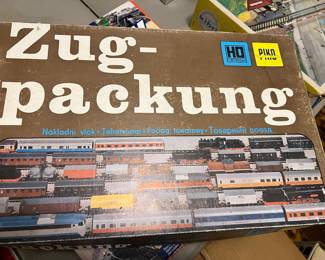 Zug-
packung
HO
PIKO
Nákladní vlak • Tehervonat • Pociąg towarowy • Товарный поезд